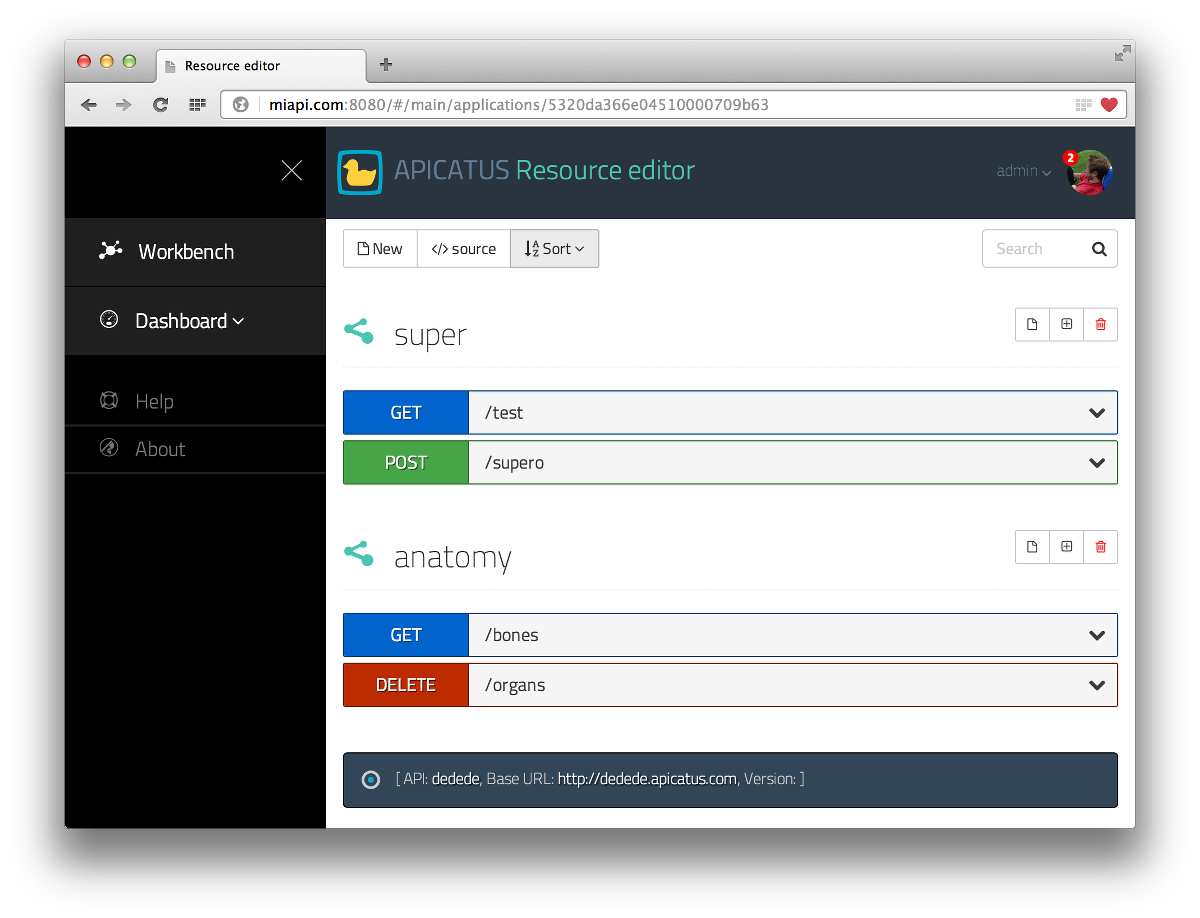 Resource editor
miapi.com:8080/#/main/applications/5320da366e04510000709b63
APICATUS Resource editor
admin
2
Workbench
Dashboard
Help
About
New
</> source
AZ Sort
Search
super
GET /test
POST /supero
anatomy
GET /bones
DELETE /organs
[ API: dedede, Base URL: http://dedede.apicatus.com, Version: ]